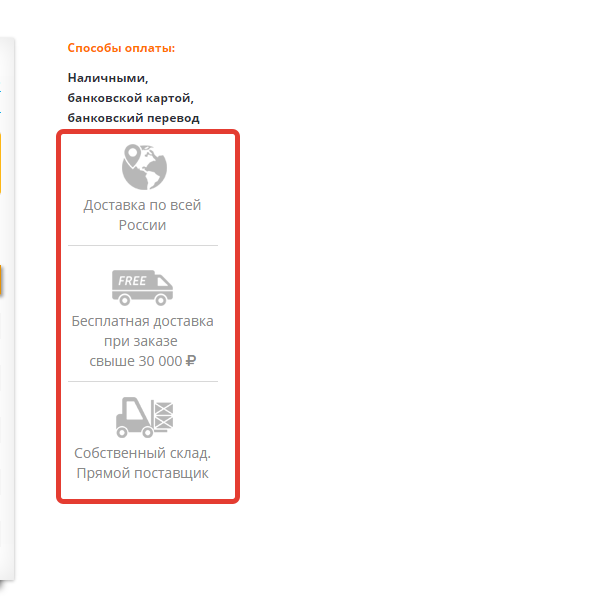 Способы оплаты:
Наличными,
банковской картой,
банковский перевод
Доставка по всей
России
FREE
Бесплатная доставка
при заказе
свыше 30 000 ₽
Собственный склад.
Прямой поставщик